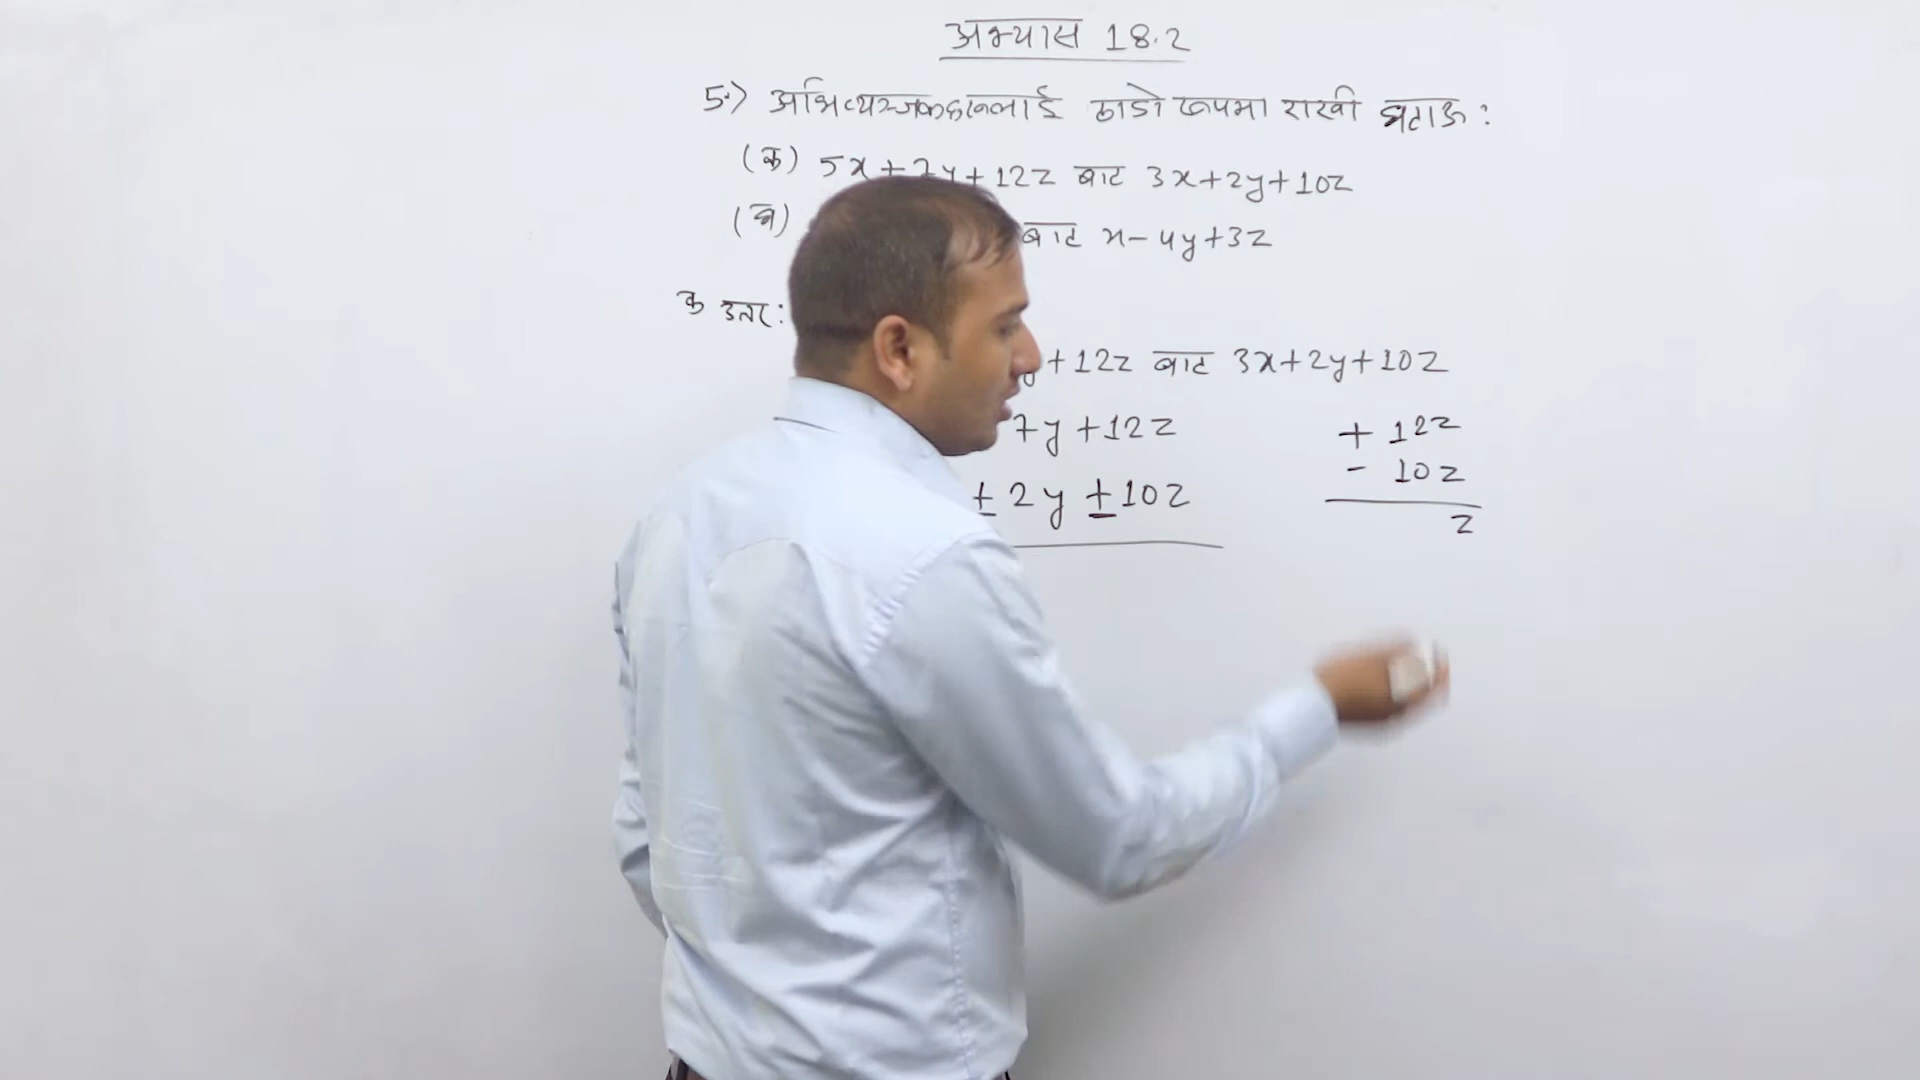 अभ्यास 18.2
5.) अभिव्यञ्जकहरूलाई ठाडो रूपमा राखी घटाऊ :
(क) 5x + 7y + 12z बाट 3x+2y+10z
(ख) बाट x-4y+3z
क उत्तर :
y +12z बाट 3x+2y+10z
7y +12z + 12z
± 2y ±10z - 10z
z